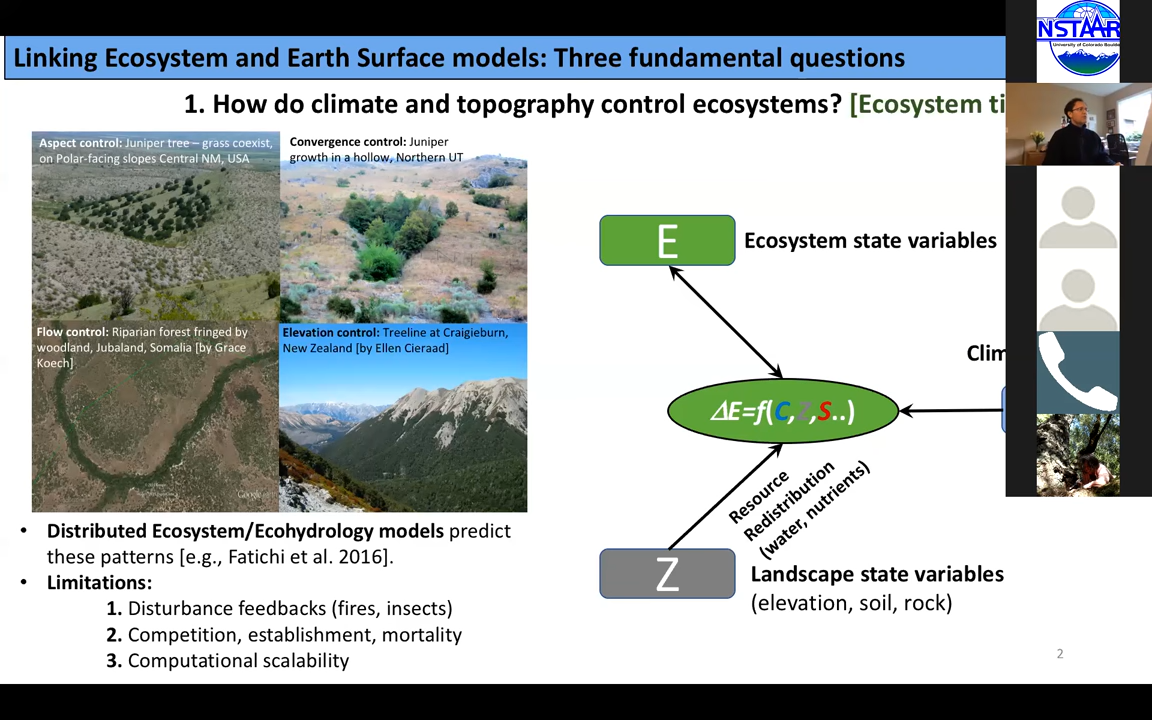 Linking Ecosystem and Earth Surface models: Three fundamental questions
NSTAAR
University of Colorado Boulder
1. How do climate and topography control ecosystems? [Ecosystem ti
Aspect control: Juniper tree – grass coexist,
on Polar-facing slopes Central NM, USA
Convergence control: Juniper
growth in a hollow, Northern UT
Flow control: Riparian forest fringed by
woodland, Jubaland, Somalia [by Grace
Koech]
Google
Elevation control: Treeline at Craigieburn,
New Zealand [by Ellen Cieraad]
E
Ecosystem state variables
Clim
ΔE=f(C,Z,S..)
Resource
Redistribution
(water, nutrients)
Z
Landscape state variables
(elevation, soil, rock)
• Distributed Ecosystem/Ecohydrology models predict
these patterns [e.g., Fatichi et al. 2016].
• Limitations:
1. Disturbance feedbacks (fires, insects)
2. Competition, establishment, mortality
3. Computational scalability
2